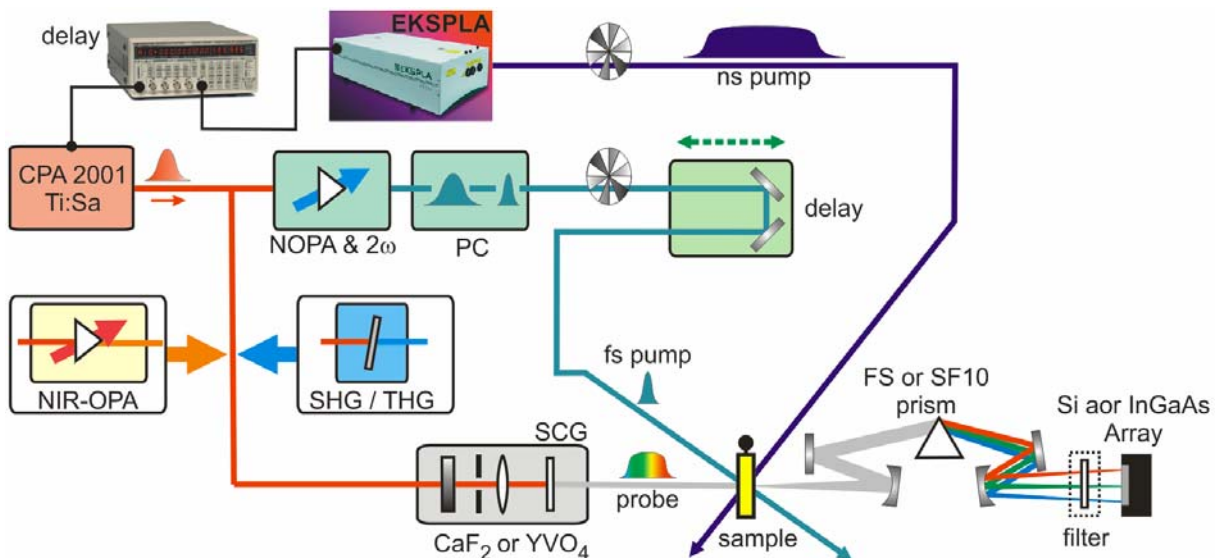 delay
EKSPLA
EKSPLA
ns pump
CPA 2001
Ti:Sa
NOPA & 2ω
PC
delay
NIR-OPA
SHG / THG
fs pump
FS or SF10
prism
Si aor InGaAs
Array
SCG
probe
CaF₂ or YVO₄
sample
filter